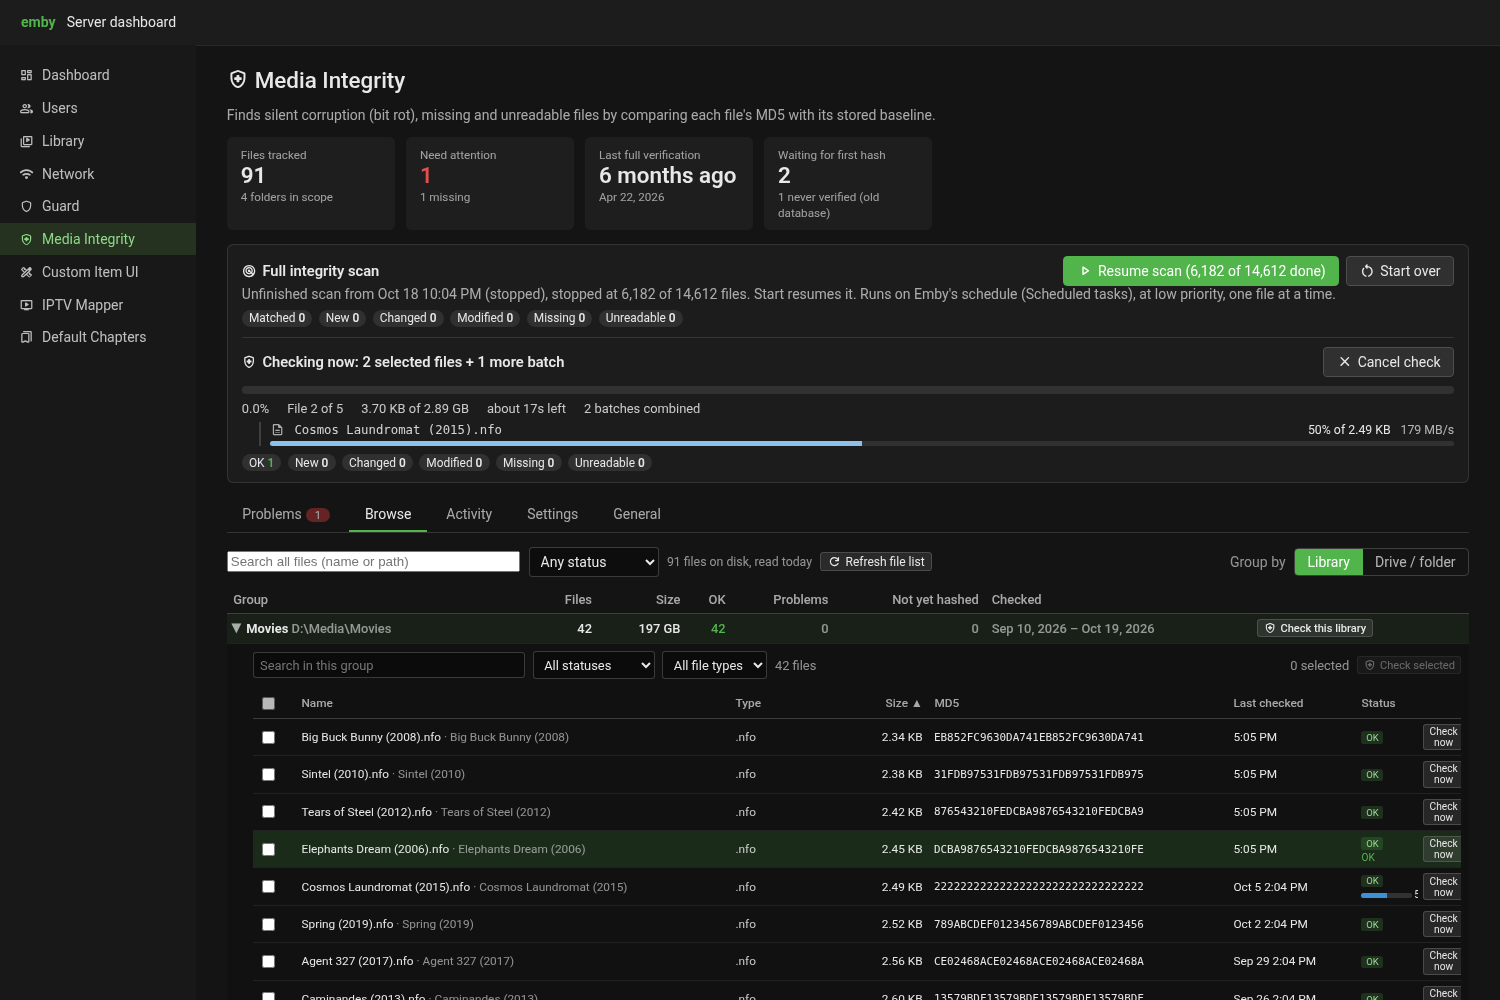 emby Server dashboard
Dashboard
Users
Library
Network
Guard
Media Integrity
Custom Item UI
IPTV Mapper
Default Chapters
Media Integrity
Finds silent corruption (bit rot), missing and unreadable files by comparing each file's MD5 with its stored baseline.
Files tracked
91
4 folders in scope
Need attention
1
1 missing
Last full verification
6 months ago
Apr 22, 2026
Waiting for first hash
2
1 never verified (old
database)
Full integrity scan
Resume scan (6,182 of 14,612 done)
Start over
Unfinished scan from Oct 18 10:04 PM (stopped), stopped at 6,182 of 14,612 files. Start resumes it. Runs on Emby's schedule (Scheduled tasks), at low priority, one file at a time.
Matched 0 New 0 Changed 0 Modified 0 Missing 0 Unreadable 0
Checking now: 2 selected files + 1 more batch
Cancel check
0.0% File 2 of 5 3.70 KB of 2.89 GB about 17s left 2 batches combined
Cosmos Laundromat (2015).nfo 50% of 2.49 KB 179 MB/s
OK 1 New 0 Changed 0 Modified 0 Missing 0 Unreadable 0
Problems 1 Browse Activity Settings General
Search all files (name or path) Any status 91 files on disk, read today Refresh file list Group by Library Drive / folder
Group Files Size OK Problems Not yet hashed Checked
▼ Movies D:\Media\Movies 42 197 GB 42 0 0 Sep 10, 2026 – Oct 19, 2026 Check this library
Search in this group All statuses All file types 42 files 0 selected Check selected
Name Type Size ▲ MD5 Last checked Status
Big Buck Bunny (2008).nfo · Big Buck Bunny (2008) .nfo 2.34 KB EB852FC9630DA741EB852FC9630DA741 5:05 PM OK Check now
Sintel (2010).nfo · Sintel (2010) .nfo 2.38 KB 31FDB97531FDB97531FDB97531FDB975 5:05 PM OK Check now
Tears of Steel (2012).nfo · Tears of Steel (2012) .nfo 2.42 KB 876543210FEDCBA9876543210FEDCBA9 5:05 PM OK Check now
Elephants Dream (2006).nfo · Elephants Dream (2006) .nfo 2.45 KB DCBA9876543210FEDCBA9876543210FE 5:05 PM OK OK Check now
Cosmos Laundromat (2015).nfo · Cosmos Laundromat (2015) .nfo 2.49 KB 22222222222222222222222222222222 Oct 5 2:04 PM OK Check now
Spring (2019).nfo · Spring (2019) .nfo 2.52 KB 789ABCDEF0123456789ABCDEF0123456 Oct 2 2:04 PM OK Check now
Agent 327 (2017).nfo · Agent 327 (2017) .nfo 2.56 KB CE02468ACE02468ACE02468ACE02468A Sep 29 2:04 PM OK Check now
Caminandes (2013).nfo · Caminandes (2013) .nfo 2.60 KB 13579BDF13579BDF13579BDF13579BDF Sep 26 2:04 PM OK Check